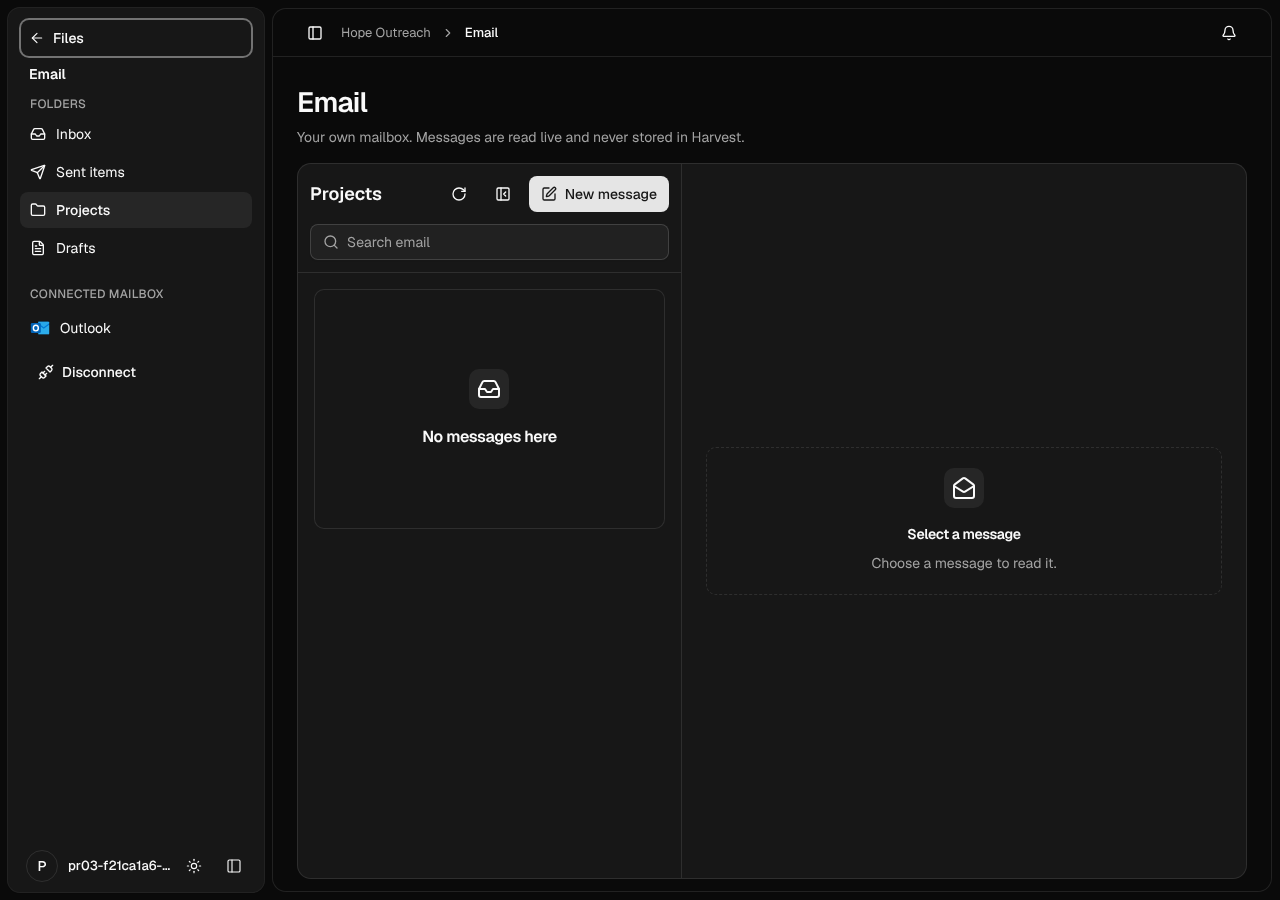 Files
Email
FOLDERS
Inbox
Sent items
Projects
Drafts
CONNECTED MAILBOX
Outlook
Disconnect
P
pr03-f21ca1a6-...
Hope Outreach > Email
Email
Your own mailbox. Messages are read live and never stored in Harvest.
Projects
New message
Search email
No messages here
Select a message
Choose a message to read it.